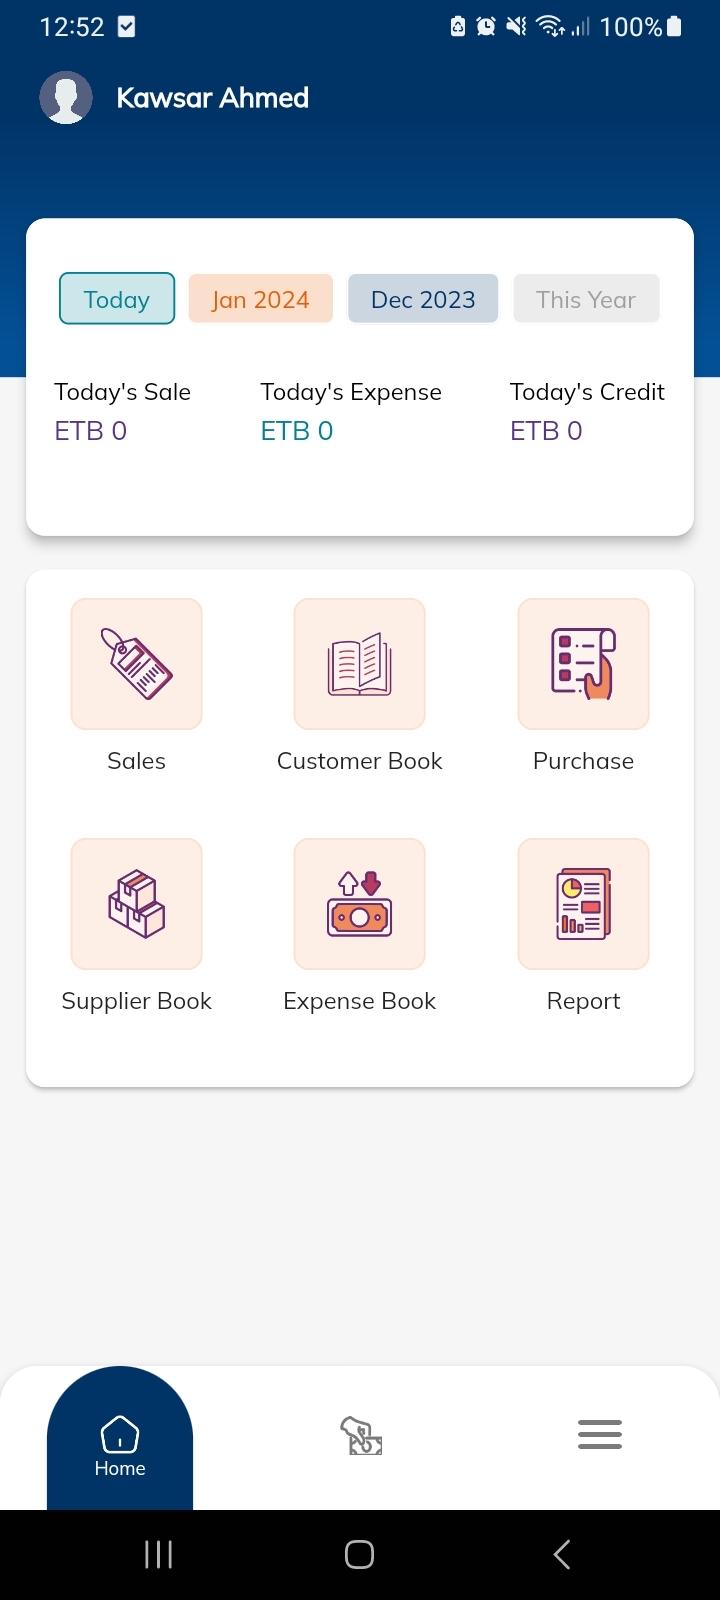 12:52 100%
Kawsar Ahmed
Today Jan 2024 Dec 2023 This Year
Today's Sale Today's Expense Today's Credit
ETB 0 ETB 0 ETB 0
Sales Customer Book Purchase
Supplier Book Expense Book Report
Home